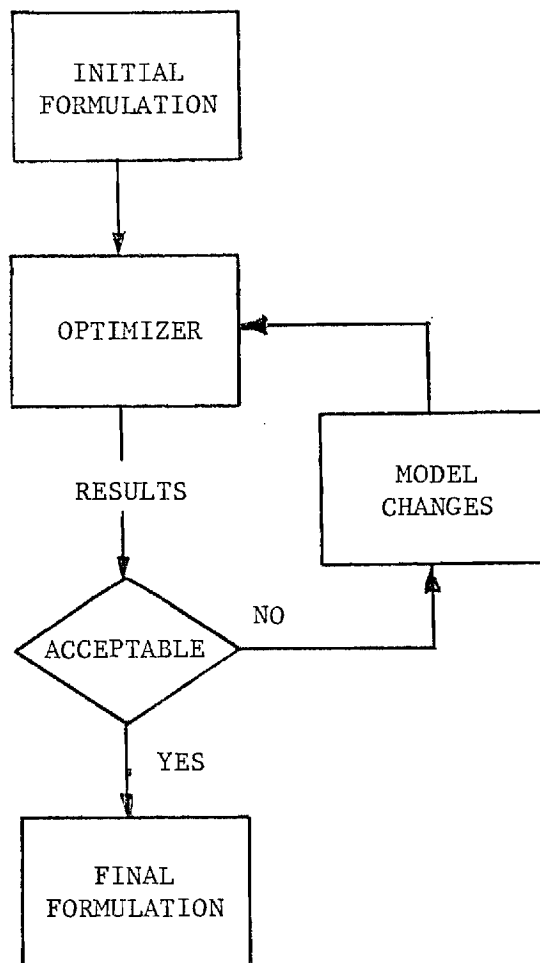 INITIAL
FORMULATION
OPTIMIZER
RESULTS
MODEL
CHANGES
ACCEPTABLE
NO
YES
FINAL
FORMULATION